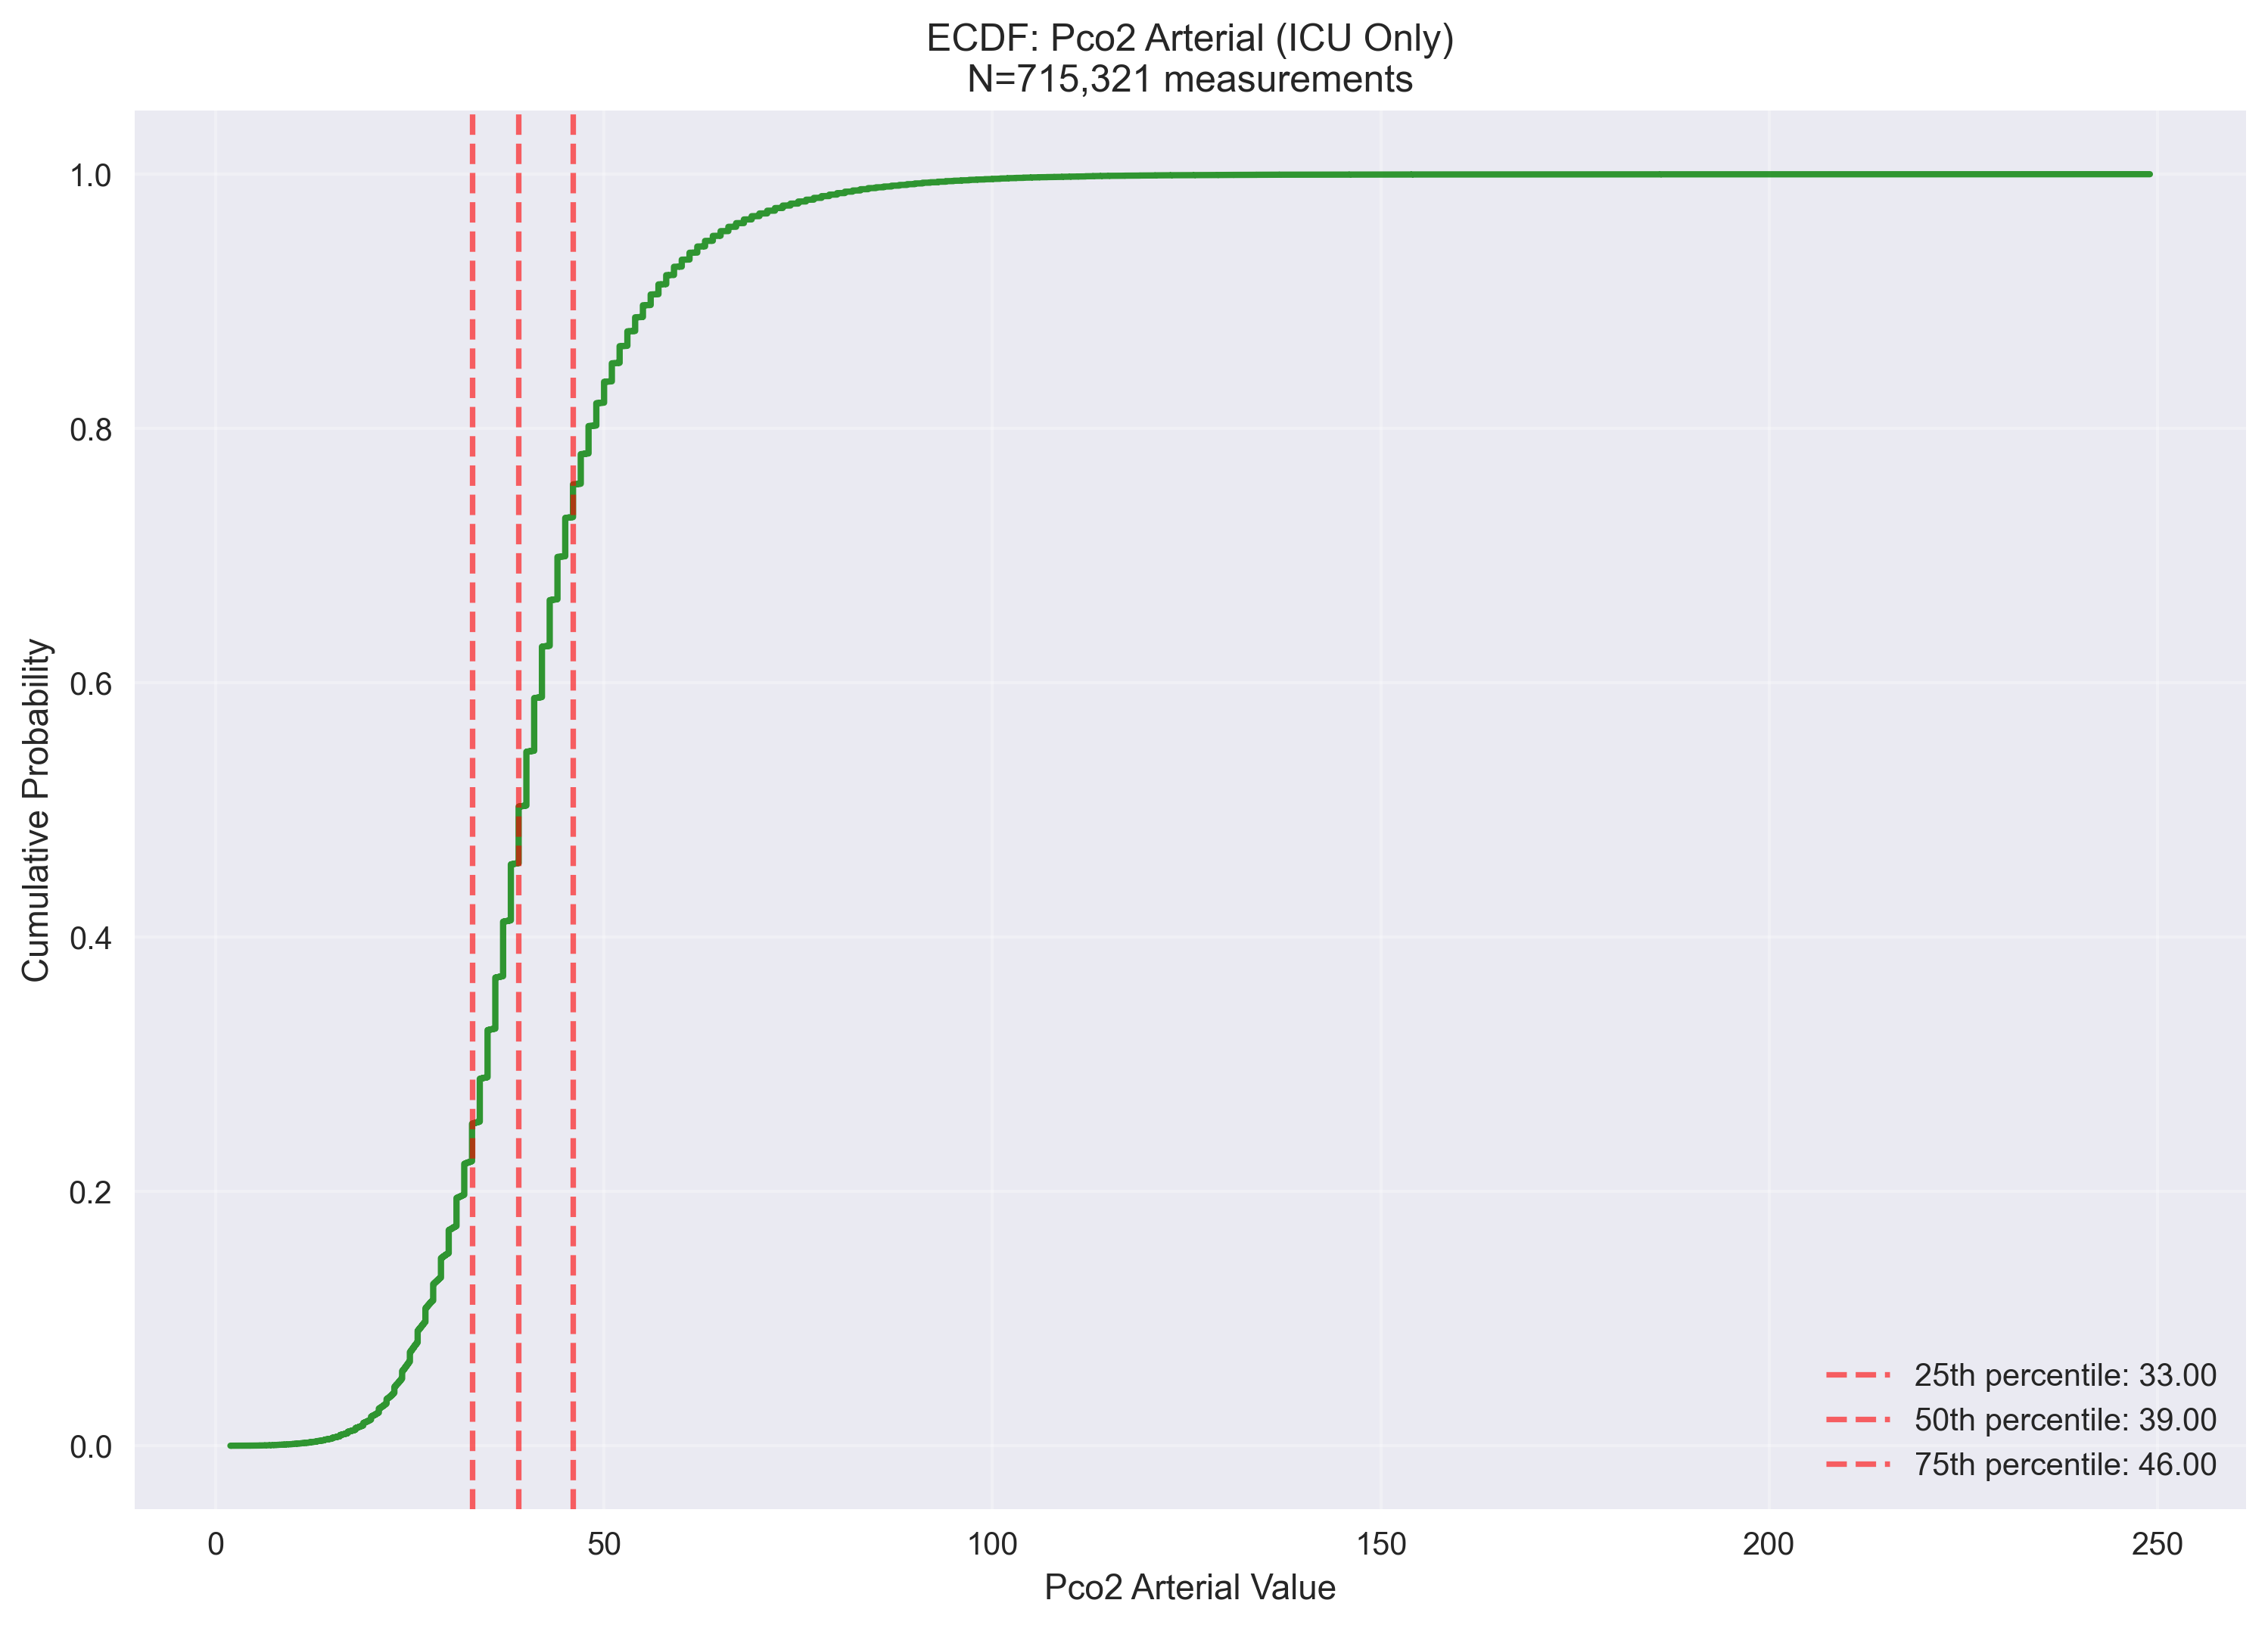 ECDF: Pco2 Arterial (ICU Only)
N=715,321 measurements
Cumulative Probability
1.0
0.8
0.6
0.4
0.2
0.0
25th percentile: 33.00
50th percentile: 39.00
75th percentile: 46.00
0 50 100 150 200 250
Pco2 Arterial Value